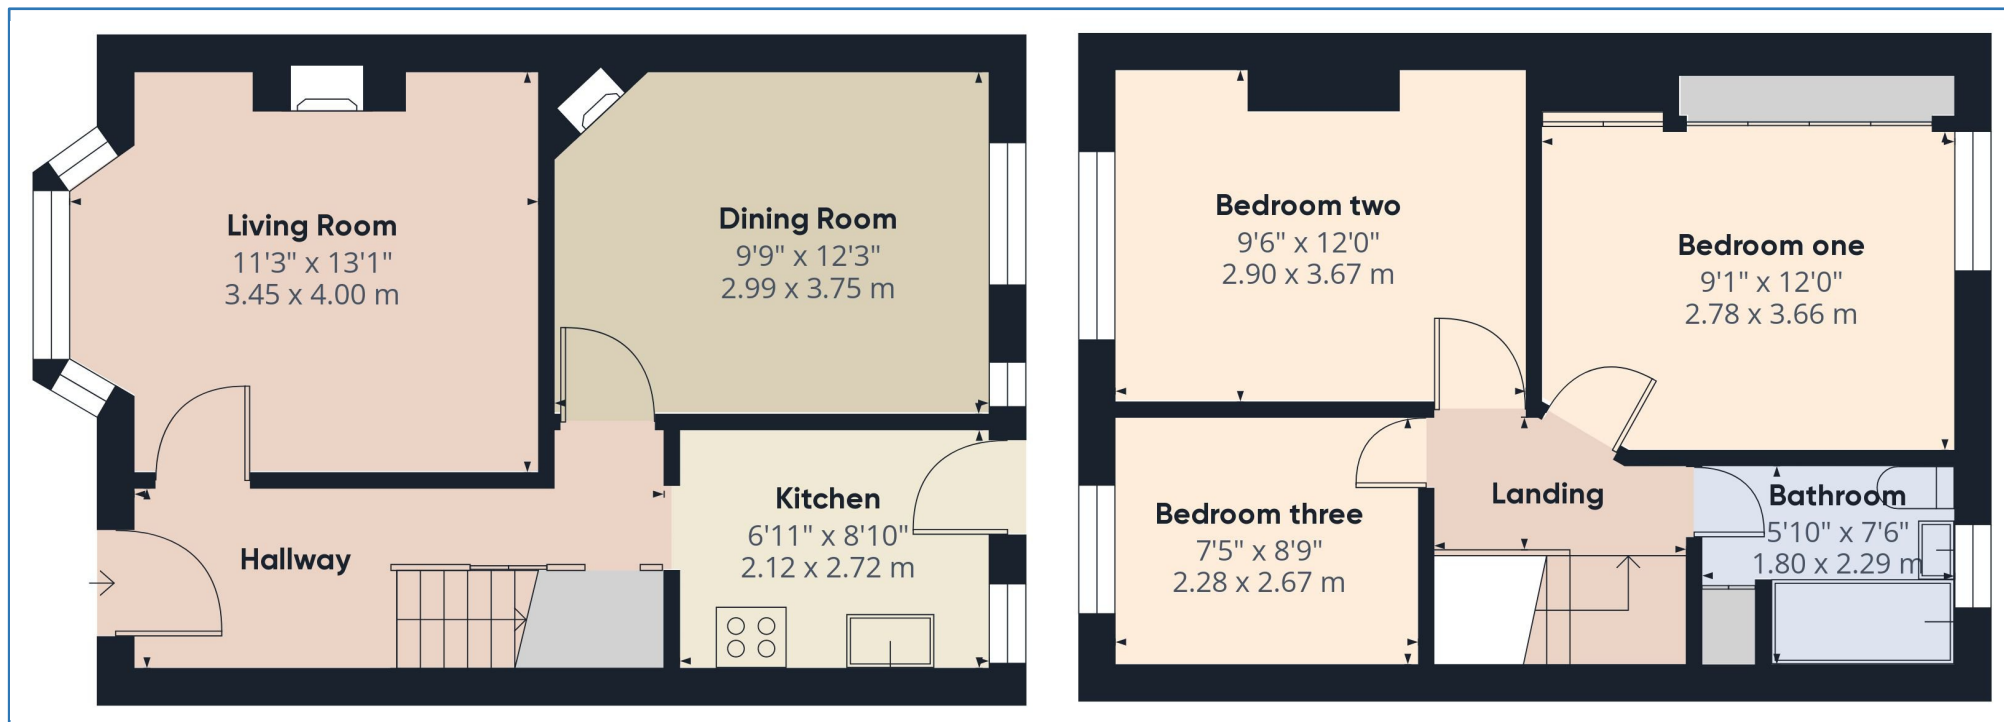 Living Room
11'3" x 13'1"
3.45 x 4.00 m
Dining Room
9'9" x 12'3"
2.99 x 3.75 m
Kitchen
6'11" x 8'10"
2.12 x 2.72 m
Hallway
Bedroom two
9'6" x 12'0"
2.90 x 3.67 m
Bedroom one
9'1" x 12'0"
2.78 x 3.66 m
Bedroom three
7'5" x 8'9"
2.28 x 2.67 m
Landing
Bathroom
5'10" x 7'6"
1.80 x 2.29 m